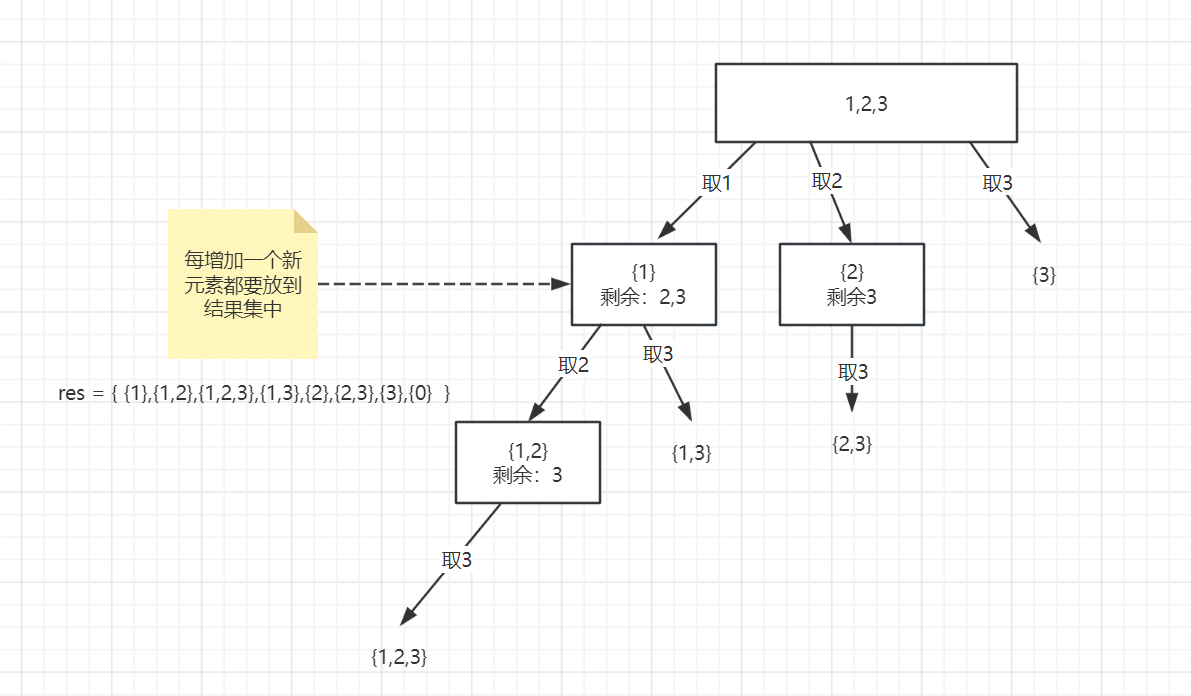 1,2,3
取1
取2
取3
每增加一个新
元素都要放到
结果集中
{1}
剩余：2,3
{2}
剩余3
{3}
取2
取3
取3
res = { {1},{1,2},{1,2,3},{1,3},{2},{2,3},{3},{0}  }
{1,2}
剩余：3
{1,3}
{2,3}
取3
{1,2,3}